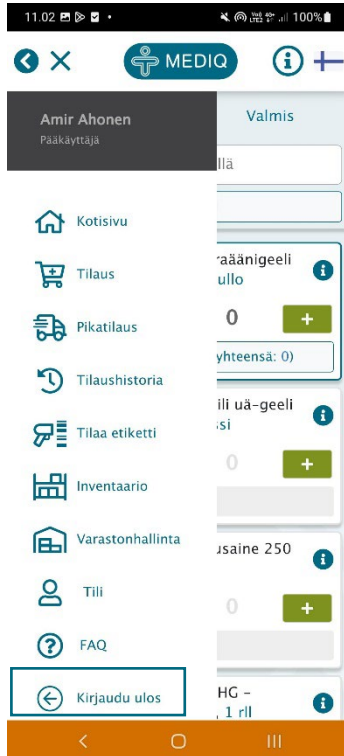 11.02 100%
MEDIQ
Amir Ahonen
Pääkäyttäjä
Valmis
llä
Kotisivu
raäänigeeli
ullo
Tilaus
0 +
Pikatilaus
yhteensä: 0)
Tilaushistoria
ili uä-geeli
ssi
Tilaa etiketti
0 +
Inventaario
Varastonhallinta
usaine 250
Tili
0 +
FAQ
Kirjaudu ulos
HG -
, 1 rll